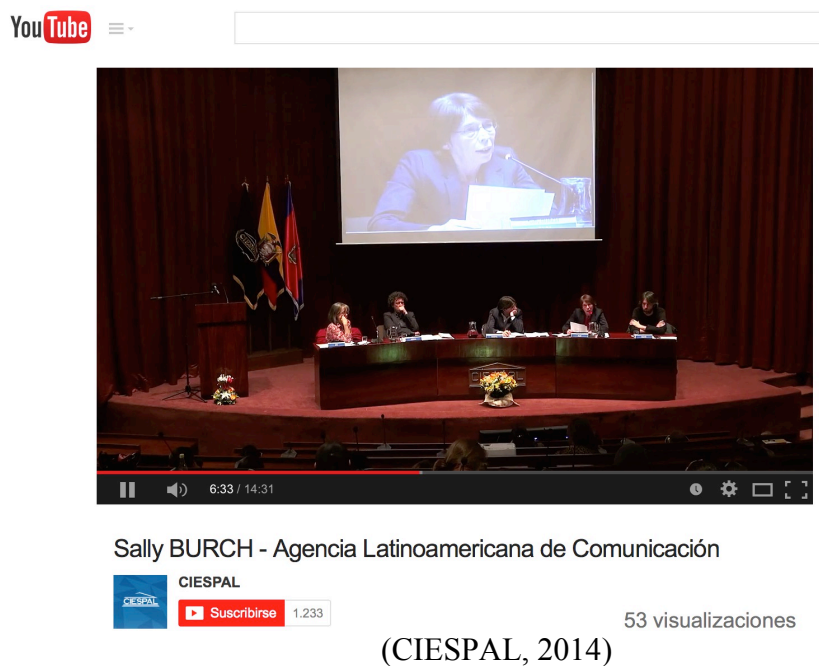 YouTube
6:33 / 14:31
Sally BURCH - Agencia Latinoamericana de Comunicación
CIESPAL
CIESPAL
Suscribirse 1.233
53 visualizaciones
(CIESPAL, 2014)